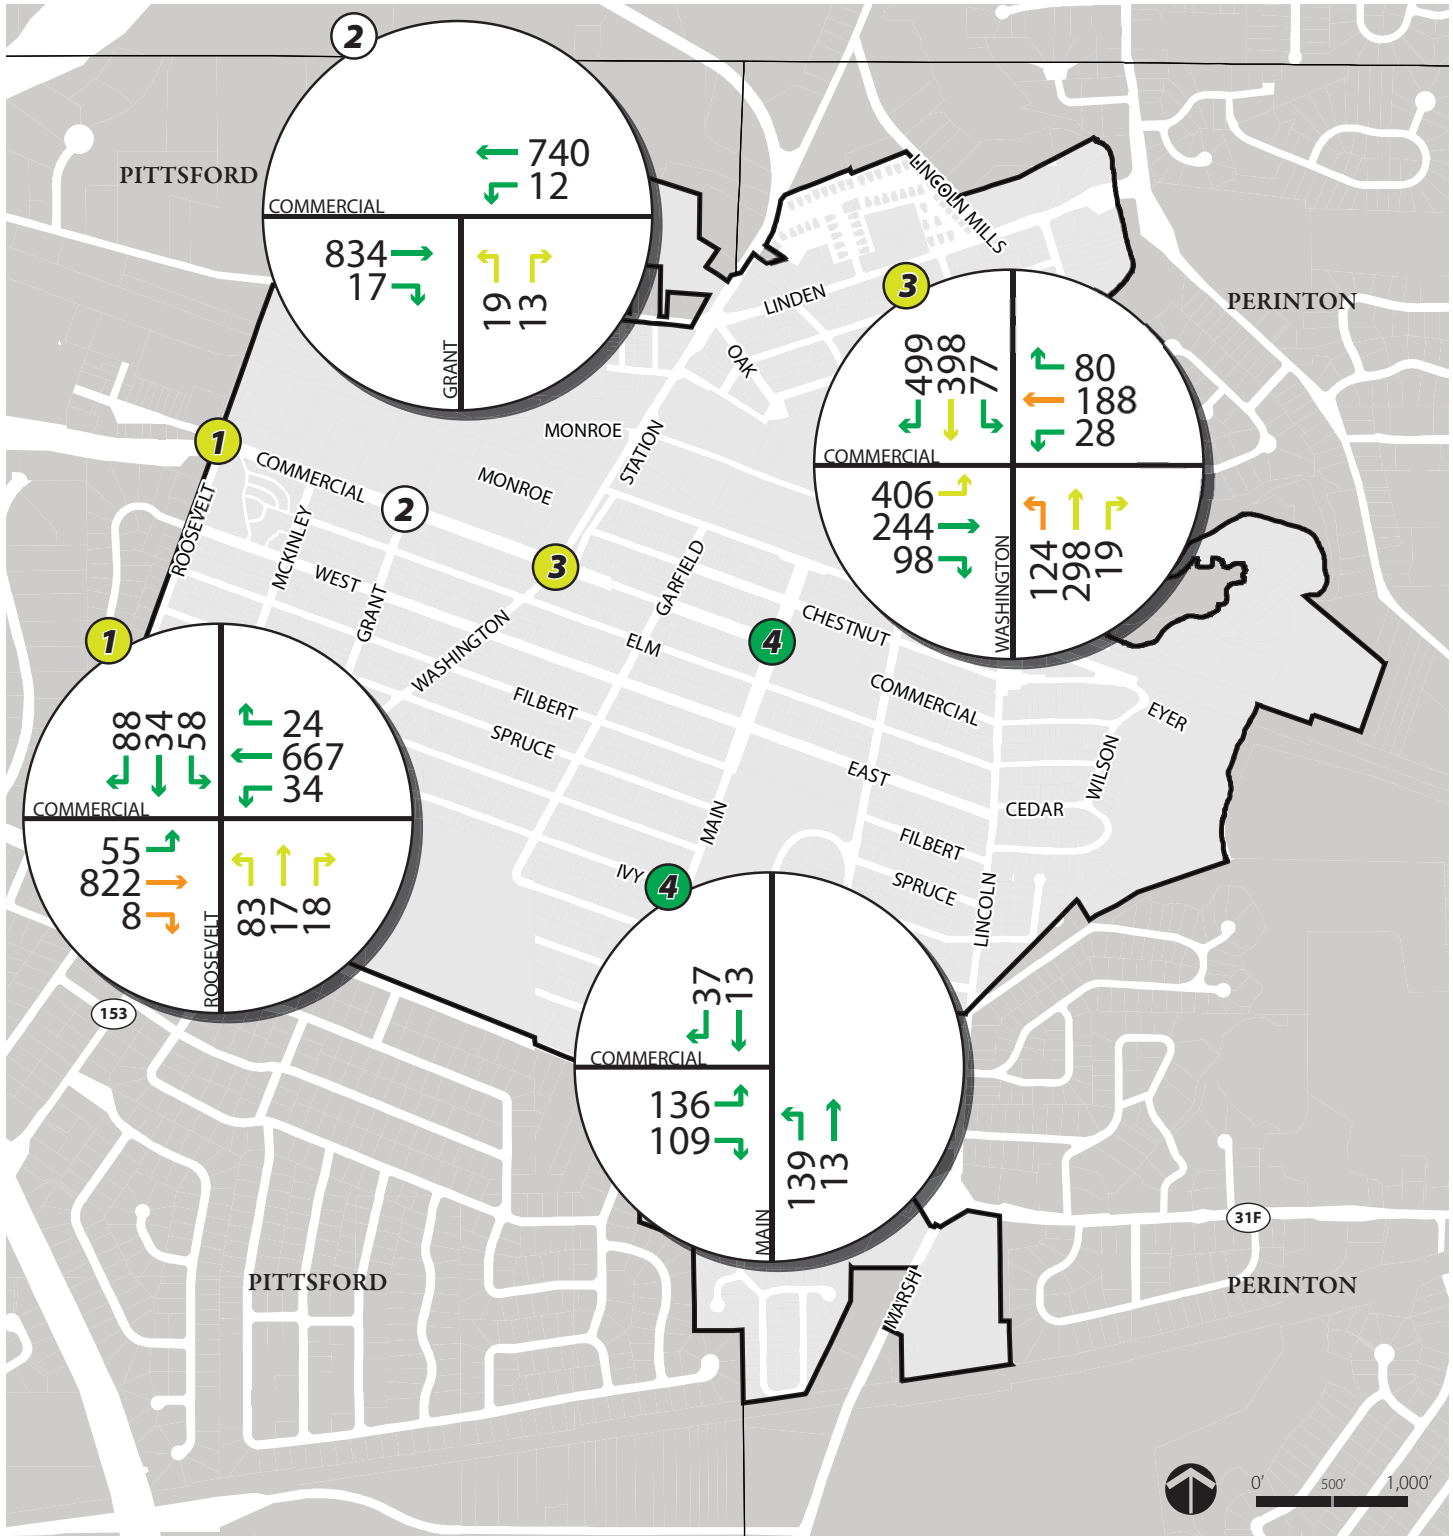 2
740
12
COMMERCIAL
834
17
19
13
GRANT
PITTSFORD
LINCOLN MILLS
LINDEN
OAK
PERINTON
3
499
398
77
80
188
28
COMMERCIAL
406
244
98
124
298
19
WASHINGTON
1
COMMERCIAL
MONROE
STATION
MONROE
2
ROOSEVELT
MCKINLEY
WEST
GRANT
3
WASHINGTON
GARFIELD
ELM
4
CHESTNUT
FILBERT
SPRUCE
COMMERCIAL
EYER
WILSON
EAST
CEDAR
MAIN
FILBERT
SPRUCE
LINCOLN
IVY
1
88
34
58
24
667
34
COMMERCIAL
55
822
8
83
17
18
ROOSEVELT
153
4
37
13
COMMERCIAL
136
109
139
13
MAIN
31F
PITTSFORD
MARSH
PERINTON
0'
500'
1,000'